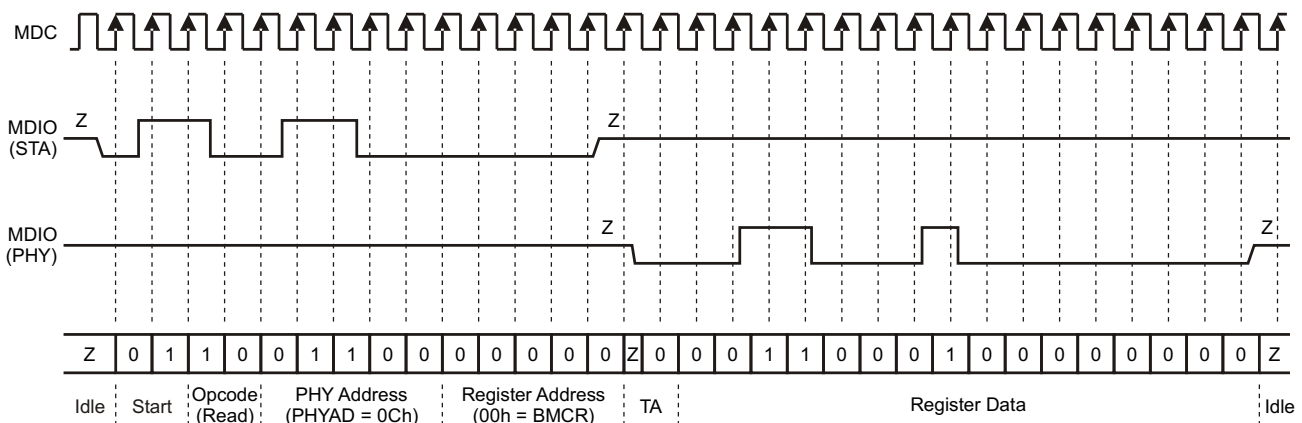 MDC
Z
Z
MDIO
(STA)
Z
Z
MDIO
(PHY)
Z 0 1 1 0 0 1 1 0 0 0 0 0 0 0 Z 0 0 0 1 1 0 0 0 1 0 0 0 0 0 0 0 0 Z
Idle Start Opcode (Read) PHY Address (PHYAD = 0Ch) Register Address (00h = BMCR) TA Register Data Idle